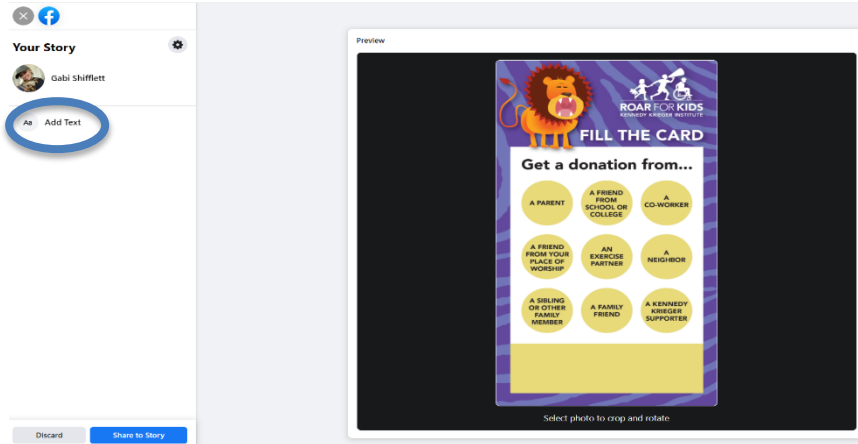 Your Story
Gabi Shifflett
Aa Add Text
Discard
Share to Story
Preview
ROAR FOR KIDS
KENNEDY KRIEGER INSTITUTE
FILL THE CARD
Get a donation from...
A PARENT
A FRIEND
FROM
SCHOOL OR
COLLEGE
A
CO-WORKER
A FRIEND
FROM YOUR
PLACE OF
WORSHIP
AN
EXERCISE
PARTNER
A
NEIGHBOR
A SIBLING
OR OTHER
FAMILY
MEMBER
A FAMILY
FRIEND
A KENNEDY
KRIEGER
SUPPORTER
Select photo to crop and rotate